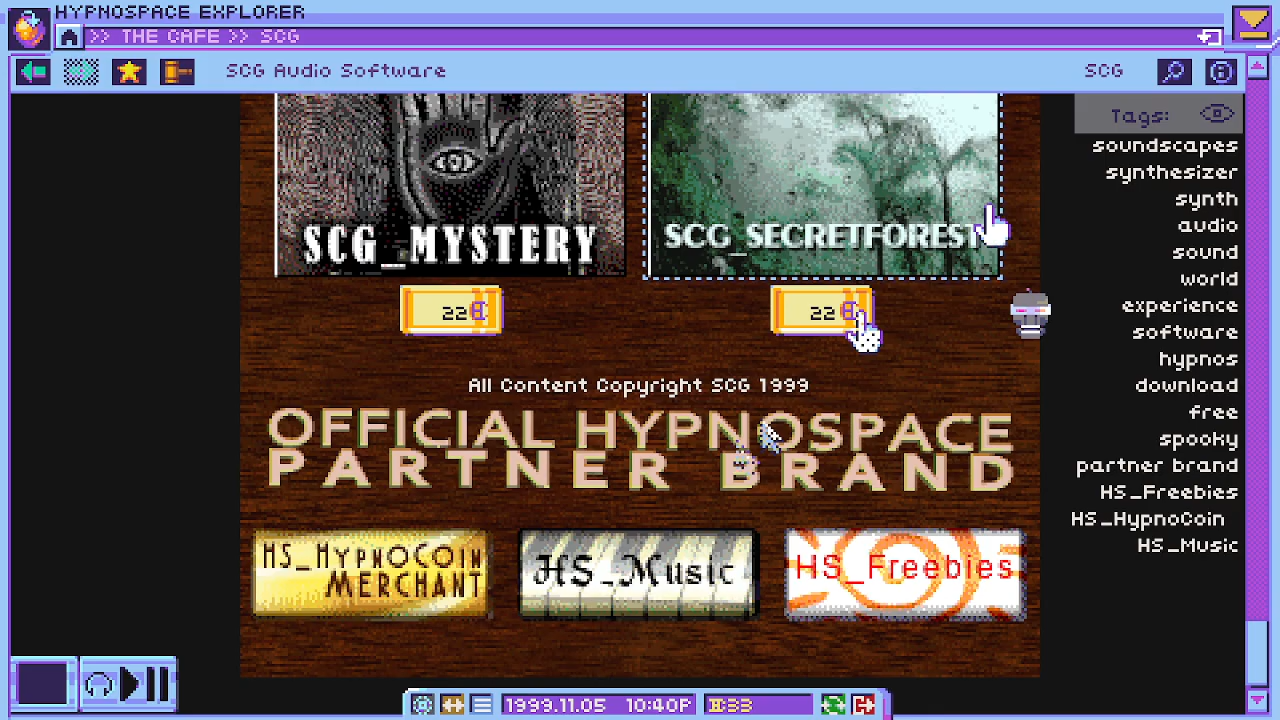 HYPNOSPACE EXPLORER
>> THE CAFE >> SCG
SCG Audio Software
SCG
Tags:
soundscapes
synthesizer
synth
audio
sound
world
experience
software
hypnos
download
free
spooky
partner brand
HS_Freebies
HS_HypnoCoin
HS_Music
SCG_MYSTERY
SCG_SECRETFOREST
22
22
All Content Copyright SCG 1999
OFFICIAL HYPNOSPACE
PARTNER BRAND
HS_HYPNOCOIN
MERCHANT
HS_Music
HS_Freebies
1999.11.05 10:40P
33